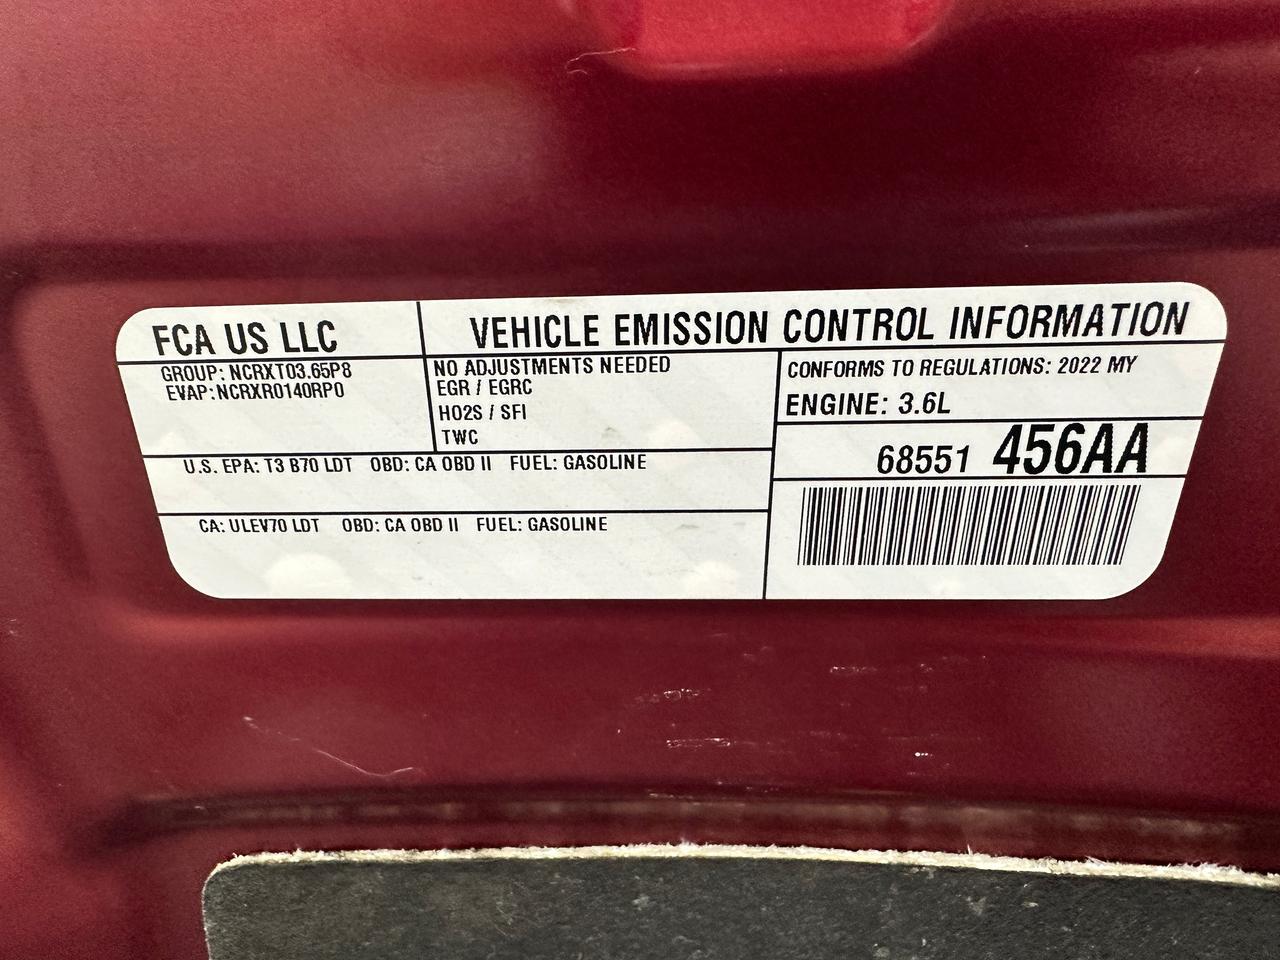 FCA US LLC
VEHICLE EMISSION CONTROL INFORMATION
GROUP: NCRXT03.65P8
EVAP: NCRXR0140RP0
NO ADJUSTMENTS NEEDED
EGR / EGRC
HO2S / SFI
TWC
CONFORMS TO REGULATIONS: 2022 MY
ENGINE: 3.6L
U.S. EPA: T3 B70 LDT OBD: CA OBD II FUEL: GASOLINE
68551 456AA
CA: ULEV70 LDT OBD: CA OBD II FUEL: GASOLINE